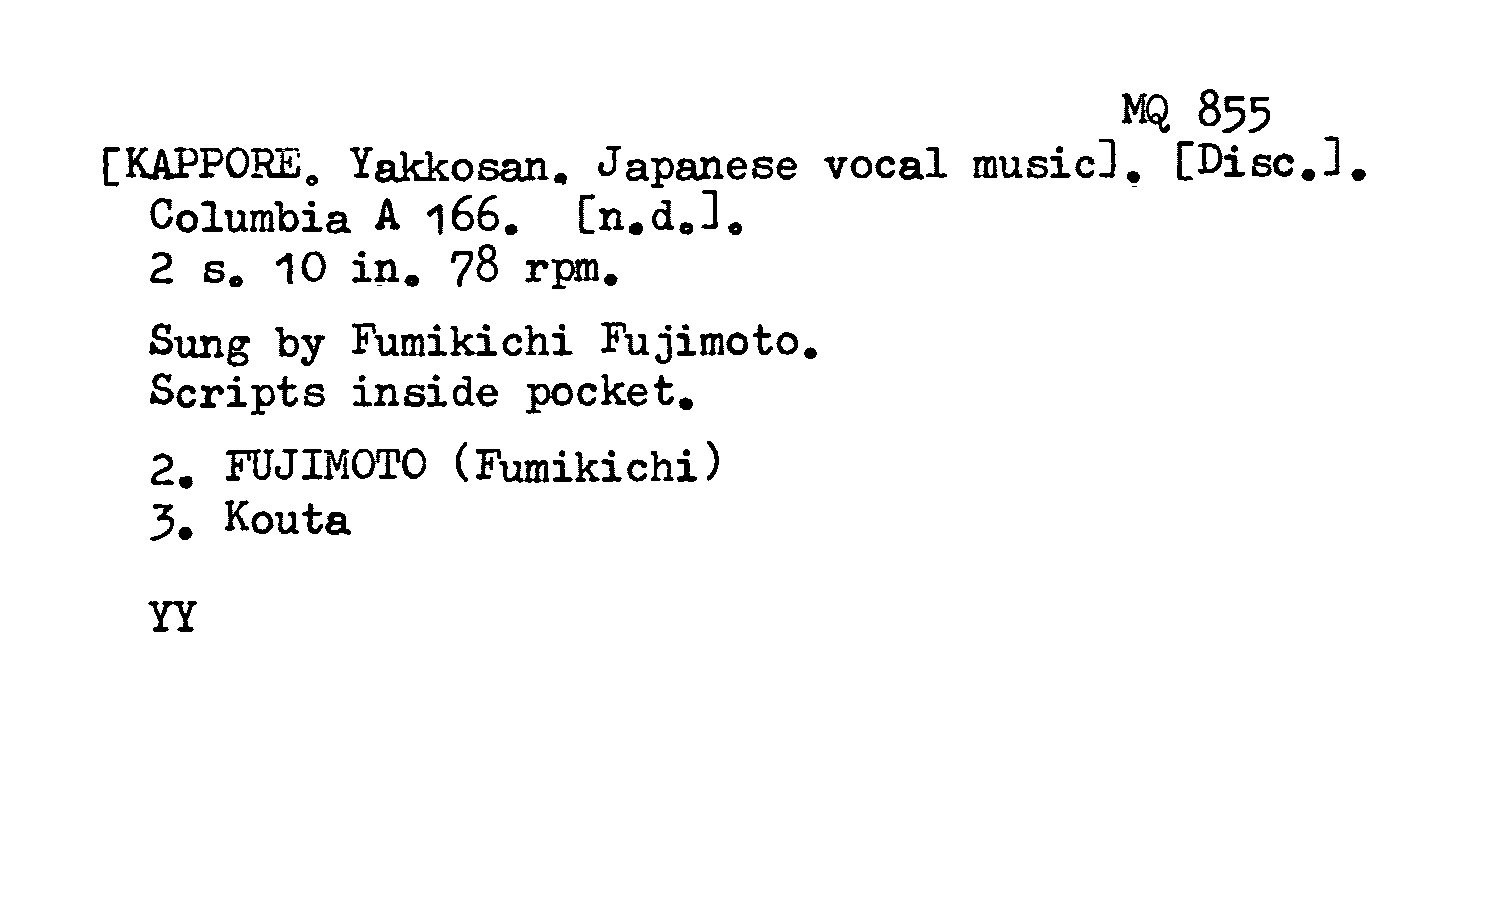 MQ 855
[KAPPORE. Yakkosan. Japanese vocal music]. [Disc.].
Columbia A 166. [n.d.].
2 s. 10 in. 78 rpm.
Sung by Fumikichi Fujimoto.
Scripts inside pocket.
2. FUJIMOTO (Fumikichi)
3. Kouta
YY